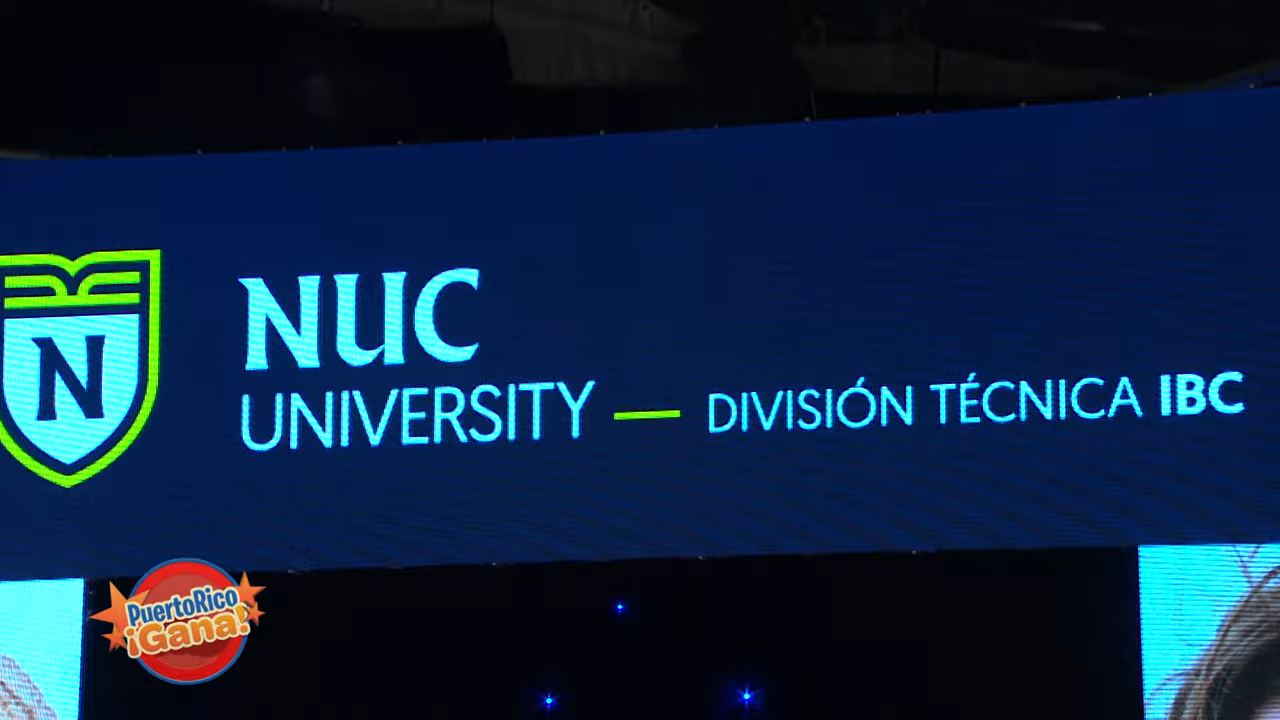 N
NUC
UNIVERSITY — DIVISIÓN TÉCNICA IBC
PuertoRico
¡Gana!